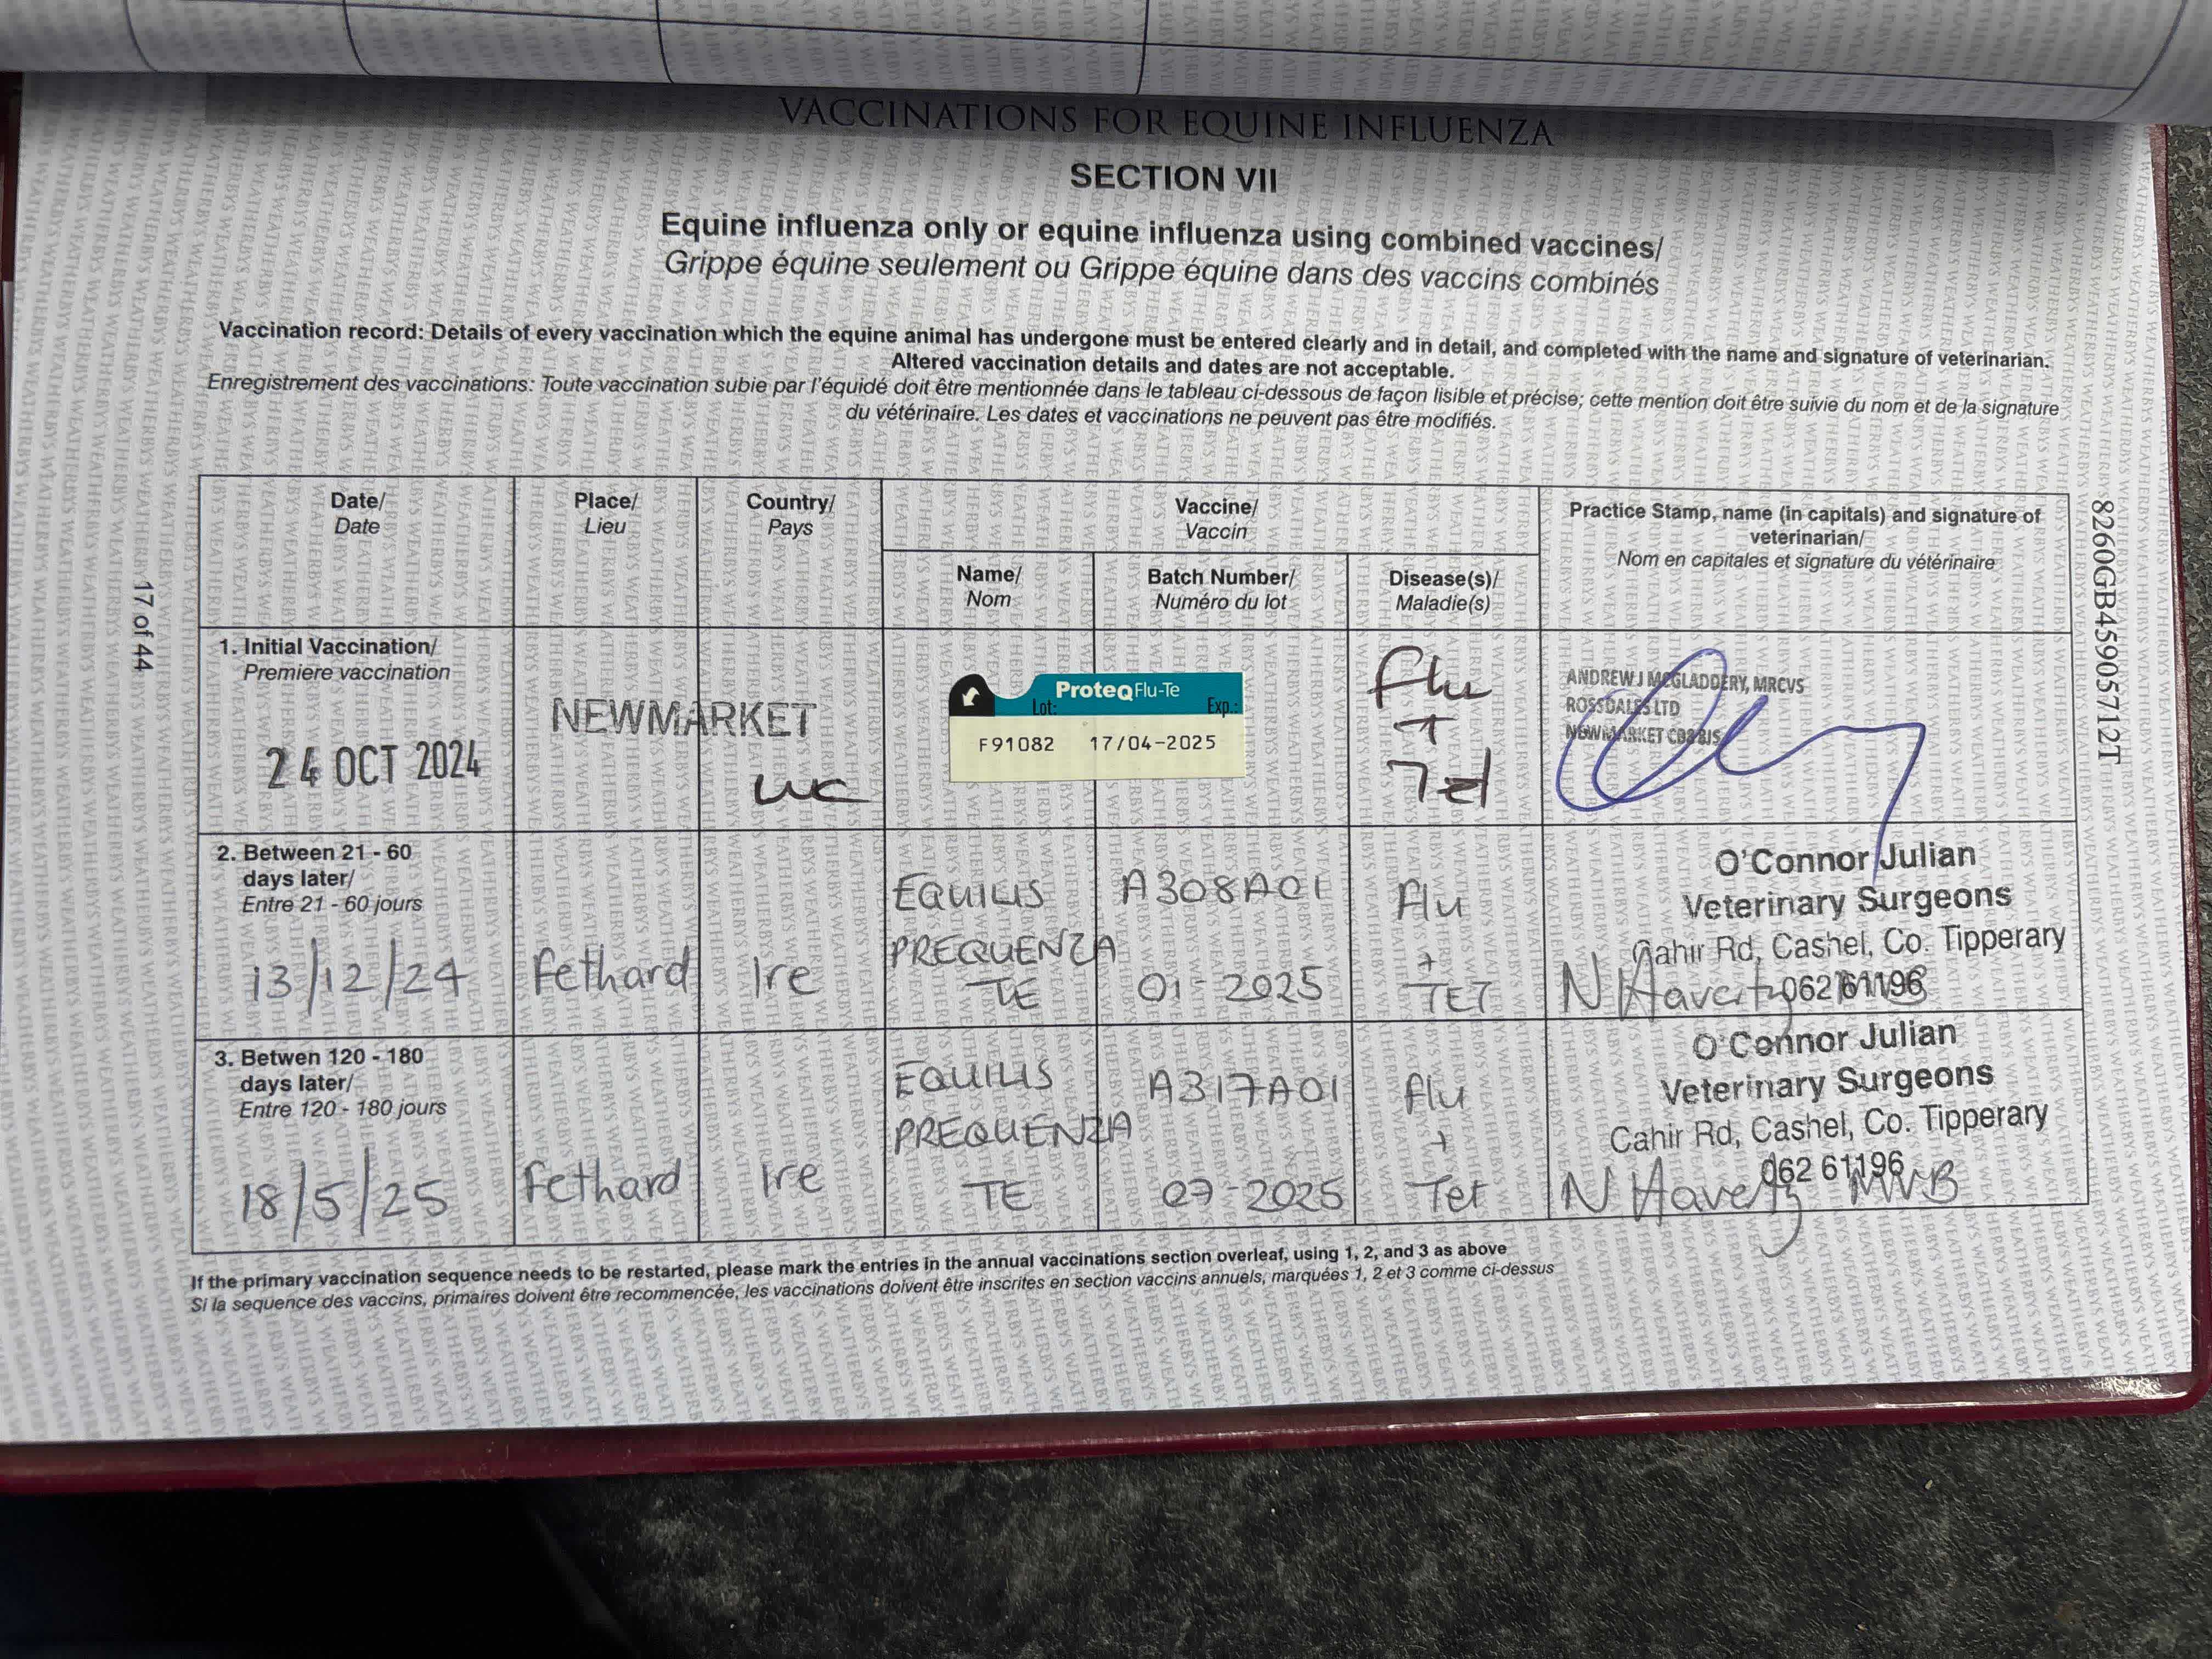 VACCINATIONS FOR EQUINE INFLUENZA
SECTION VII
Equine influenza only or equine influenza using combined vaccines/
Grippe équine seulement ou Grippe équine dans des vaccins combinés
Vaccination record: Details of every vaccination which the equine animal has undergone must be entered clearly and in detail, and completed with the name and signature of veterinarian.
Altered vaccination details and dates are not acceptable.
Enregistrement des vaccinations: Toute vaccination subie par l'équidé doit être mentionnée dans le tableau ci-dessous de façon lisible et précise; cette mention doit être suivie du nom et de la signature
du vétérinaire. Les dates et vaccinations ne peuvent pas être modifiés.
Date/
Date
Place/
Lieu
Country/
Pays
Vaccine/
Vaccin
Name/
Nom
Batch Number/
Numéro du lot
Disease(s)/
Maladie(s)
Practice Stamp, name (in capitals) and signature of
veterinarian/
Nom en capitales et signature du vétérinaire
1. Initial Vaccination/
Premiere vaccination
24 OCT 2024
NEWMARKET
UK
ProteqFlu-Te
Lot: Exp.:
F91082 17/04-2025
Flu
+
Tet
ANDREW J MCGLADDERY, MRCVS
ROSSDALES LTD
NEWMARKET CB8 8JS
2. Between 21 - 60
days later/
Entre 21 - 60 jours
13/12/24
Fethard
Ire
EQUILIS
PREQUENZA
TE
A308A01
01-2025
Flu
+
TET
O'Connor Julian
Veterinary Surgeons
Cahir Rd, Cashel, Co. Tipperary
062 61196
N Haverty
3. Betwen 120 - 180
days later/
Entre 120 - 180 jours
18/5/25
Fethard
Ire
EQUILIS
PREQUENZA
TE
A317A01
07-2025
flu
+
Tet
O'Connor Julian
Veterinary Surgeons
Cahir Rd, Cashel, Co. Tipperary
062 61196
N Haverty MVB
If the primary vaccination sequence needs to be restarted, please mark the entries in the annual vaccinations section overleaf, using 1, 2, and 3 as above
Si la sequence des vaccins, primaires doivent être recommencée, les vaccinations doivent être inscrites en section vaccins annuels, marquées 1, 2 et 3 comme ci-dessus
17 of 44
8260GB45905712T
WEATHERBYS